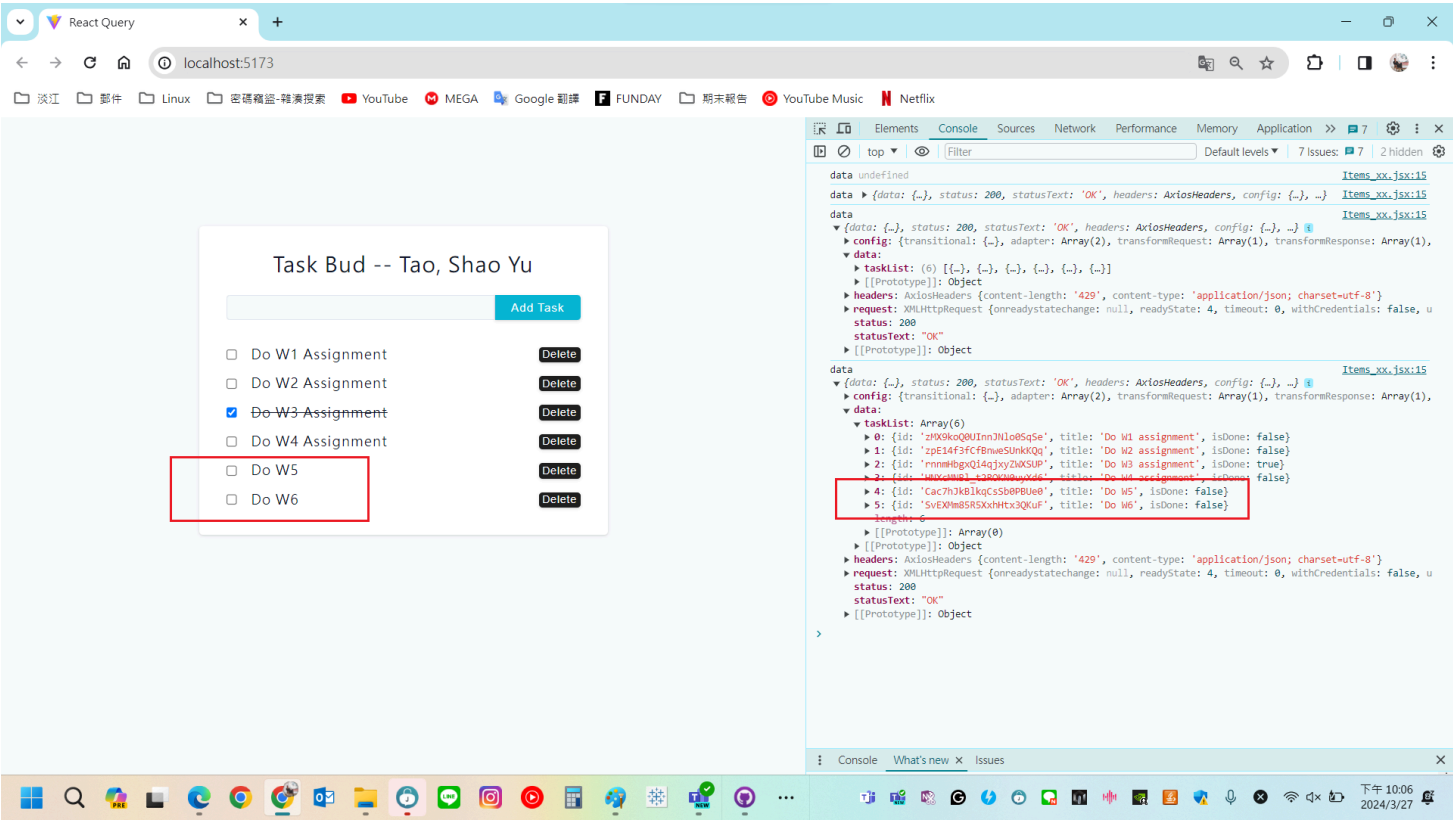 React Query
localhost:5173
淡江 郵件 Linux 密碼竊盜-雜湊搜索 YouTube MEGA Google 翻譯 FUNDAY 期末報告 YouTube Music Netflix
Task Bud -- Tao, Shao Yu
Add Task
Do W1 Assignment Delete
Do W2 Assignment Delete
Do W3 Assignment Delete
Do W4 Assignment Delete
Do W5 Delete
Do W6 Delete
Elements Console Sources Network Performance Memory Application 7
top Filter Default levels 7 Issues: 7 2 hidden
data undefined Items_xx.jsx:15
data {data: {…}, status: 200, statusText: 'OK', headers: AxiosHeaders, config: {…}, …} Items_xx.jsx:15
data Items_xx.jsx:15
{data: {…}, status: 200, statusText: 'OK', headers: AxiosHeaders, config: {…}, …}
config: {transitional: {…}, adapter: Array(2), transformRequest: Array(1), transformResponse: Array(1),
data:
taskList: (6) [{…}, {…}, {…}, {…}, {…}, {…}]
[[Prototype]]: Object
headers: AxiosHeaders {content-length: '429', content-type: 'application/json; charset=utf-8'}
request: XMLHttpRequest {onreadystatechange: null, readyState: 4, timeout: 0, withCredentials: false, u
status: 200
statusText: "OK"
[[Prototype]]: Object
data Items_xx.jsx:15
{data: {…}, status: 200, statusText: 'OK', headers: AxiosHeaders, config: {…}, …}
config: {transitional: {…}, adapter: Array(2), transformRequest: Array(1), transformResponse: Array(1),
data:
taskList: Array(6)
0: {id: 'zMX9koQ0UInnJNlo0SqSe', title: 'Do W1 assignment', isDone: false}
1: {id: 'zpE14f3fCfBnweSUnkKQq', title: 'Do W2 assignment', isDone: false}
2: {id: 'rnnmHbgxQi4qjxyZWXSUP', title: 'Do W3 assignment', isDone: true}
3: {id: title: 'Do W4 assignment', isDone: false}
4: {id: 'Cac7hJkBlkqCsSb0PBUe0', title: 'Do W5', isDone: false}
5: {id: 'SvEXMm85R5XxhHtx3QKuF', title: 'Do W6', isDone: false}
length: 6
[[Prototype]]: Array(0)
[[Prototype]]: Object
headers: AxiosHeaders {content-length: '429', content-type: 'application/json; charset=utf-8'}
request: XMLHttpRequest {onreadystatechange: null, readyState: 4, timeout: 0, withCredentials: false, u
status: 200
statusText: "OK"
[[Prototype]]: Object
Console What's new Issues
下午 10:06
2024/3/27